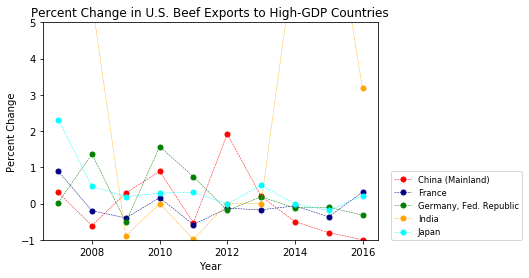 Percent Change in U.S. Beef Exports to High-GDP Countries
Percent Change
5
4
3
2
1
0
−1
2008
2010
2012
2014
2016
Year
China (Mainland)
France
Germany, Fed. Republic
India
Japan